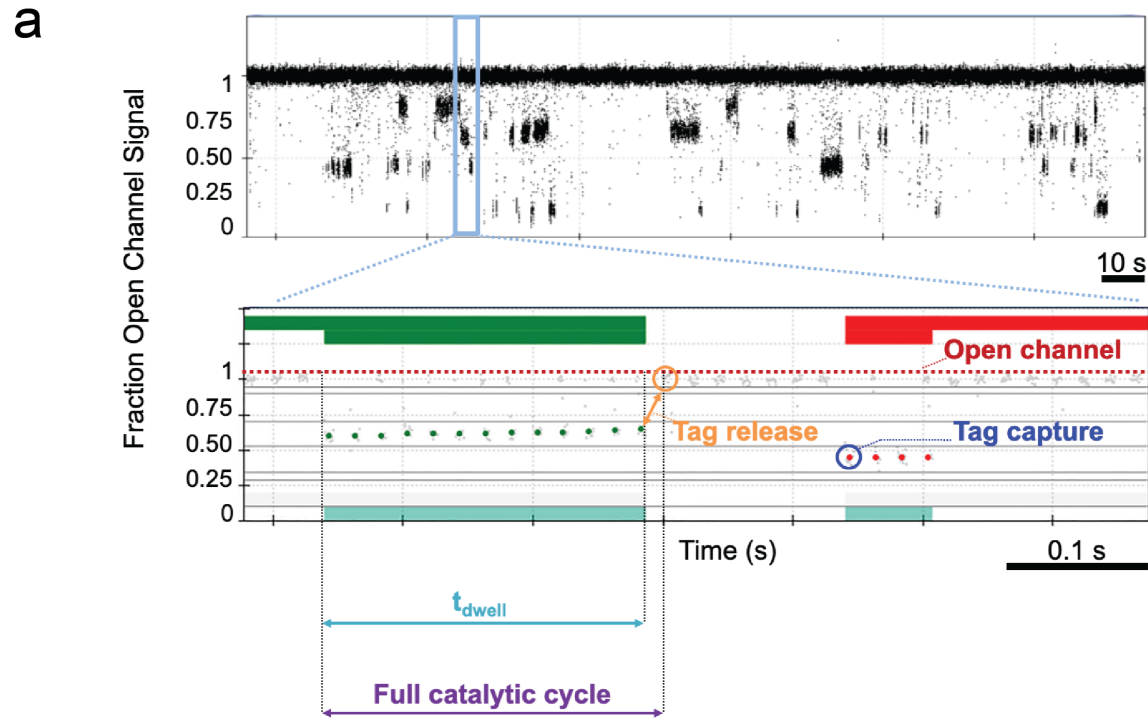 a
Fraction Open Channel Signal
1
0.75
0.50
0.25
0
10 s
Open channel
1
0.75
Tag release
Tag capture
0.50
0.25
0
Time (s)
0.1 s
tdwell
Full catalytic cycle